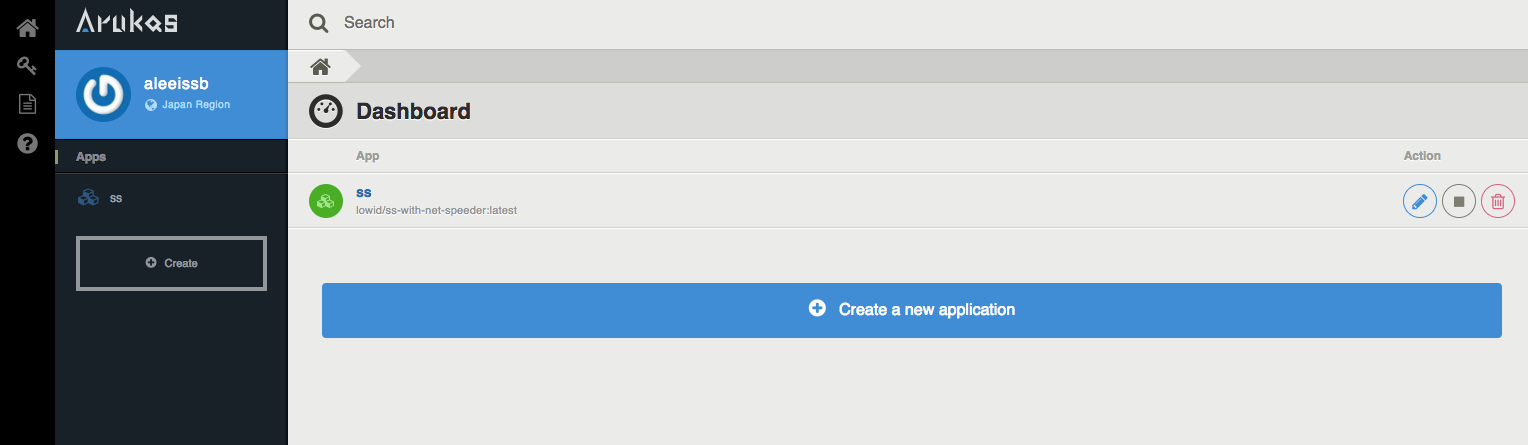 Arukas
Search
aleeissb
Japan Region
Dashboard
Apps
App
Action
ss
ss
lowid/ss-with-net-speeder:latest
Create
Create a new application